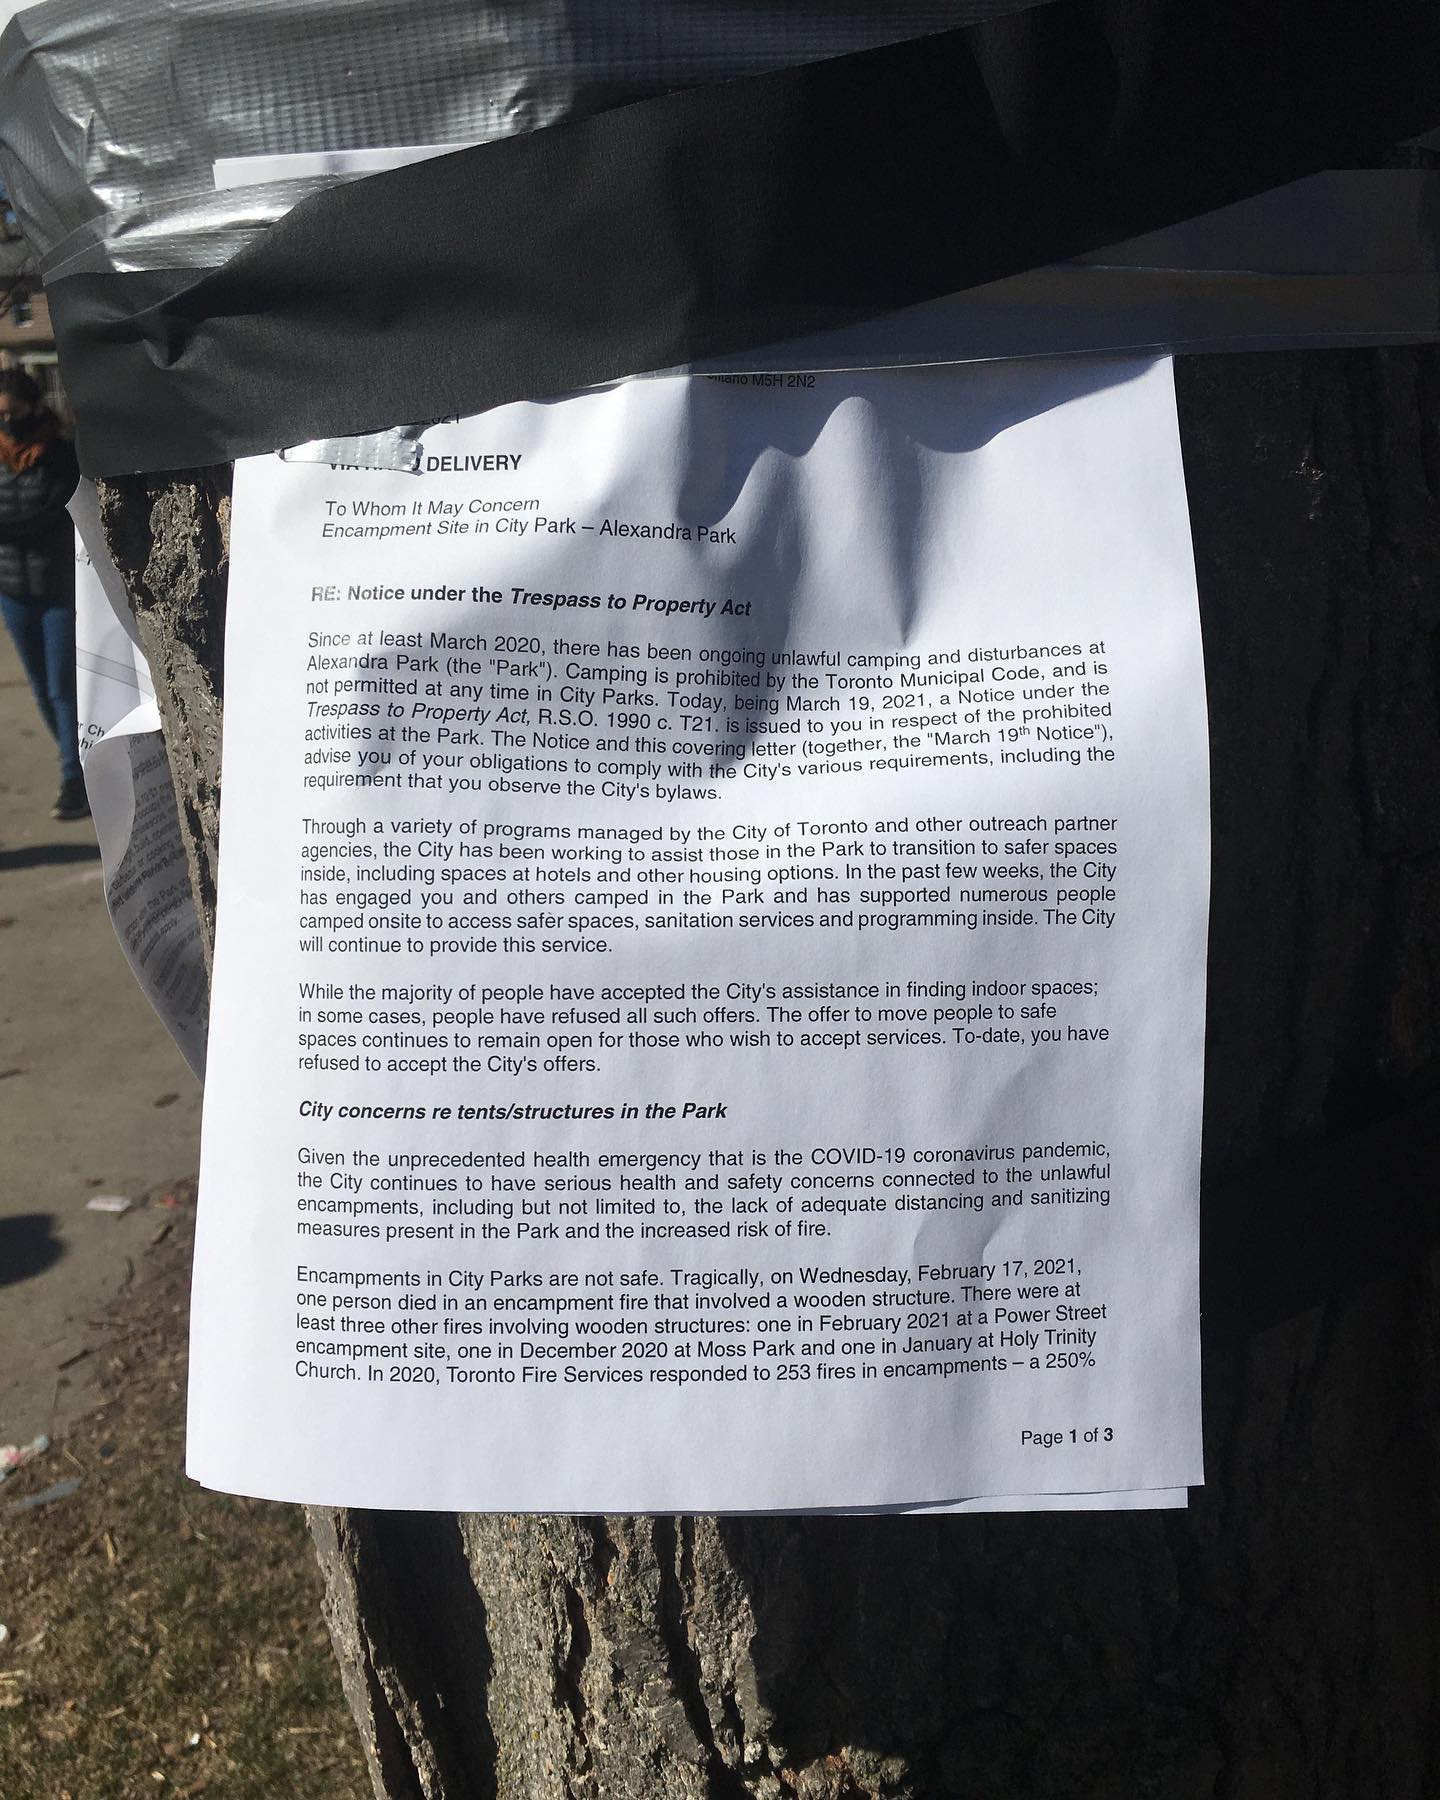 M5H 2N2
DELIVERY
To Whom It May Concern
Encampment Site in City Park – Alexandra Park
RE: Notice under the Trespass to Property Act
Since at least March 2020, there has been ongoing unlawful camping and disturbances at
Alexandra Park (the "Park"). Camping is prohibited by the Toronto Municipal Code, and is
not permitted at any time in City Parks. Today, being March 19, 2021, a Notice under the
Trespass to Property Act, R.S.O. 1990 c. T21. is issued to you in respect of the prohibited
activities at the Park. The Notice and this covering letter (together, the "March 19th Notice"),
advise you of your obligations to comply with the City's various requirements, including the
requirement that you observe the City's bylaws.
Through a variety of programs managed by the City of Toronto and other outreach partner
agencies, the City has been working to assist those in the Park to transition to safer spaces
inside, including spaces at hotels and other housing options. In the past few weeks, the City
has engaged you and others camped in the Park and has supported numerous people
camped onsite to access safer spaces, sanitation services and programming inside. The City
will continue to provide this service.
While the majority of people have accepted the City's assistance in finding indoor spaces;
in some cases, people have refused all such offers. The offer to move people to safe
spaces continues to remain open for those who wish to accept services. To-date, you have
refused to accept the City's offers.
City concerns re tents/structures in the Park
Given the unprecedented health emergency that is the COVID-19 coronavirus pandemic,
the City continues to have serious health and safety concerns connected to the unlawful
encampments, including but not limited to, the lack of adequate distancing and sanitizing
measures present in the Park and the increased risk of fire.
Encampments in City Parks are not safe. Tragically, on Wednesday, February 17, 2021,
one person died in an encampment fire that involved a wooden structure. There were at
least three other fires involving wooden structures: one in February 2021 at a Power Street
encampment site, one in December 2020 at Moss Park and one in January at Holy Trinity
Church. In 2020, Toronto Fire Services responded to 253 fires in encampments – a 250%
Page 1 of 3